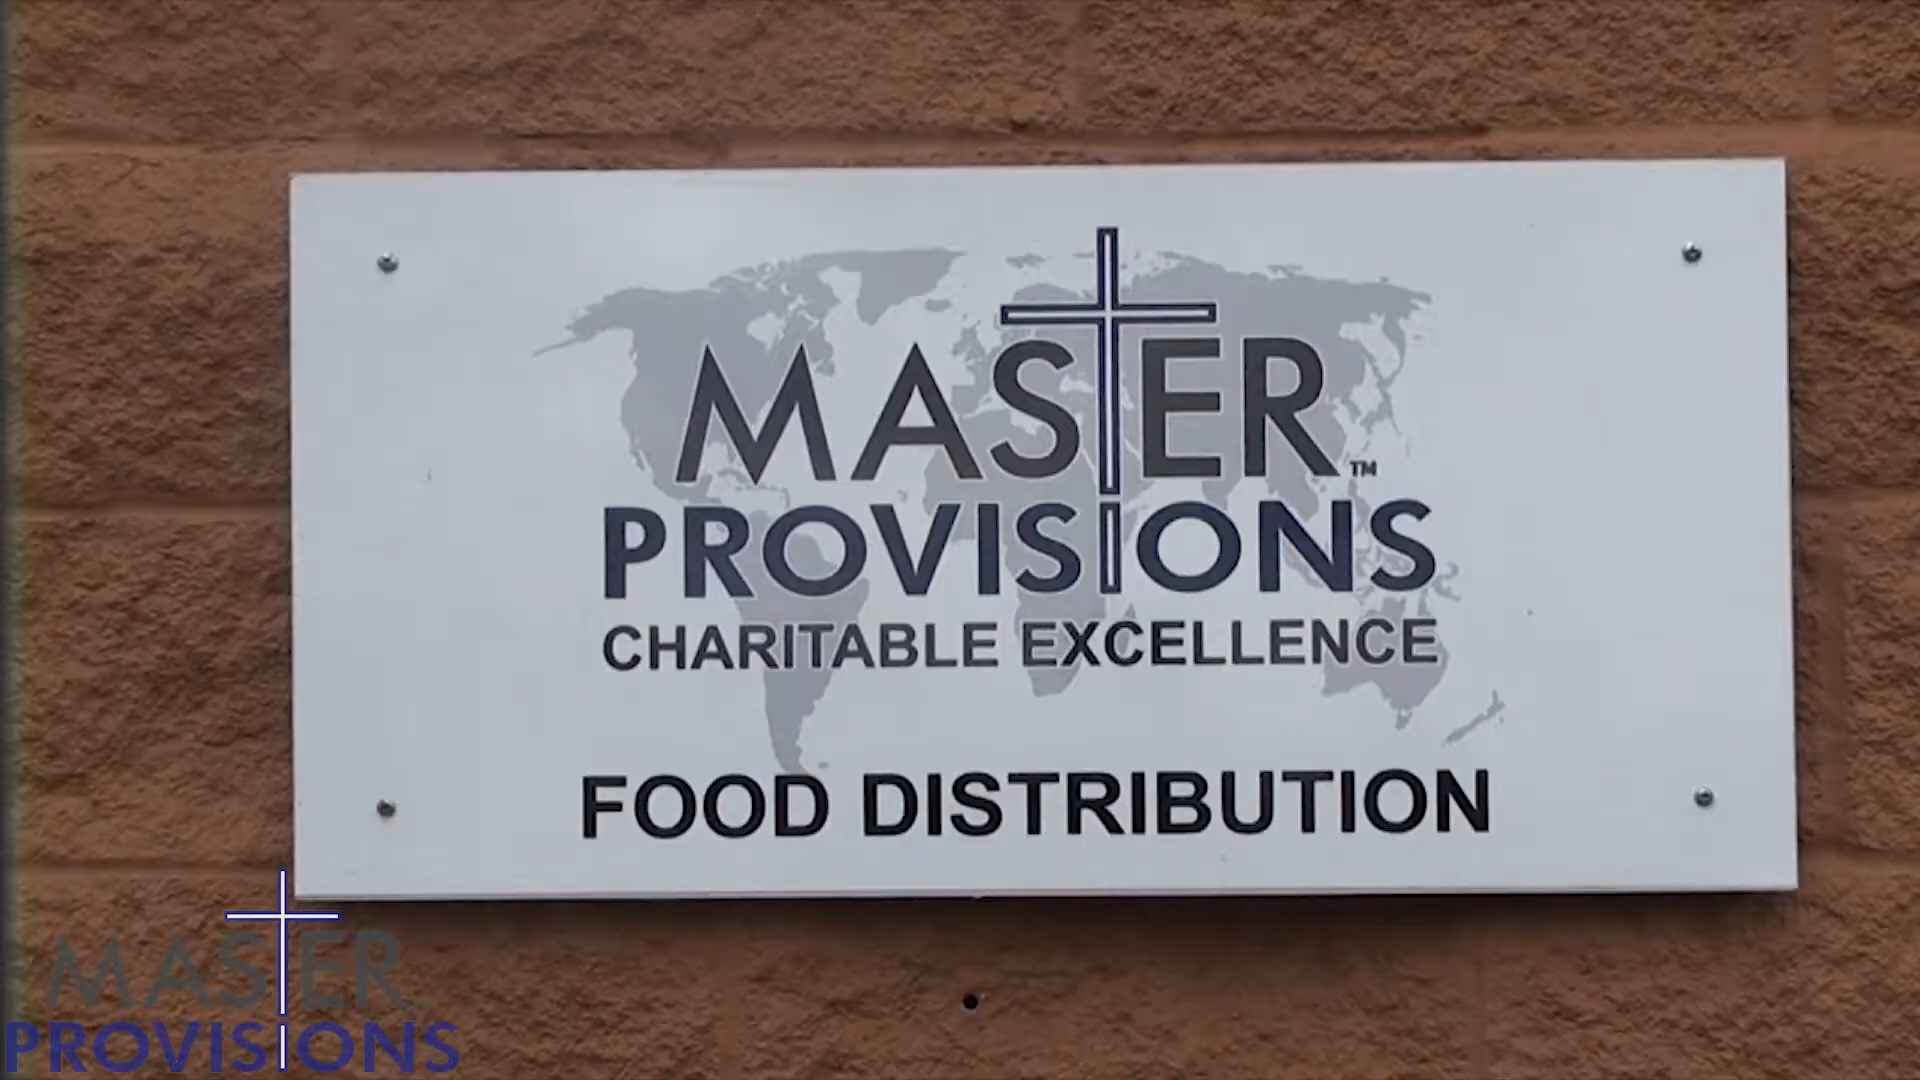 MASTER™
PROVISIONS
CHARITABLE EXCELLENCE
FOOD DISTRIBUTION
MASTER
PROVISIONS